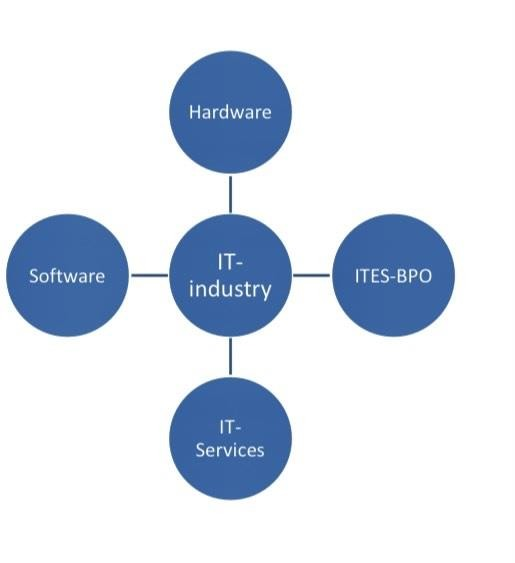 Hardware
Software
IT-
industry
ITES-BPO
IT-
Services